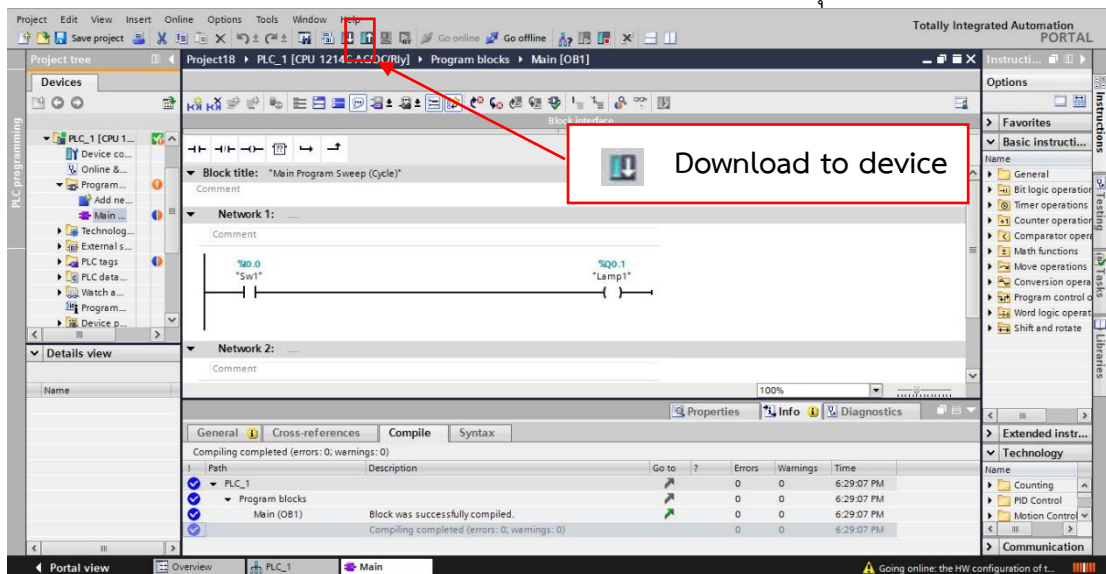 Project Edit View Insert Online Options Tools Window Help
Totally Integrated Automation
PORTAL
Save project
Go online
Go offline
Project tree
Project18 PLC_1 [CPU 1214C AC/DC/Rly] Program blocks Main [OB1]
Instructi...
Devices
Options
PLC programming
Block interface
Download to device
PLC_1 [CPU 1...
Device co...
Online &...
Program...
Add ne...
Main ...
Technolog...
External s...
PLC tags
PLC data...
Watch a...
Program...
Device p...
Block title: "Main Program Sweep (Cycle)"
Comment
Network 1: .....
Comment
%I0.0
"Sw1"
%Q0.1
"Lamp1"
Network 2: .....
Comment
100%
Favorites
Basic instructi...
Name
General
Bit logic operation
Timer operations
Counter operation
Comparator opera
Math functions
Move operations
Conversion opera
Program control o
Word logic operat
Shift and rotate
Instructions
Testing
Tasks
Libraries
Details view
Name
Properties
Info
Diagnostics
General Cross-references Compile Syntax
Compiling completed (errors: 0; warnings: 0)
! Path Description Go to ? Errors Warnings Time
PLC_1 0 0 6:29:07 PM
Program blocks 0 0 6:29:07 PM
Main (OB1) Block was successfully compiled. 0 0 6:29:07 PM
Compiling completed (errors: 0; warnings: 0) 0 0 6:29:07 PM
Extended instr...
Technology
Name
Counting
PID Control
Motion Control
Communication
Portal view
Overview
PLC_1
Main
Going online: the HW configuration of t...